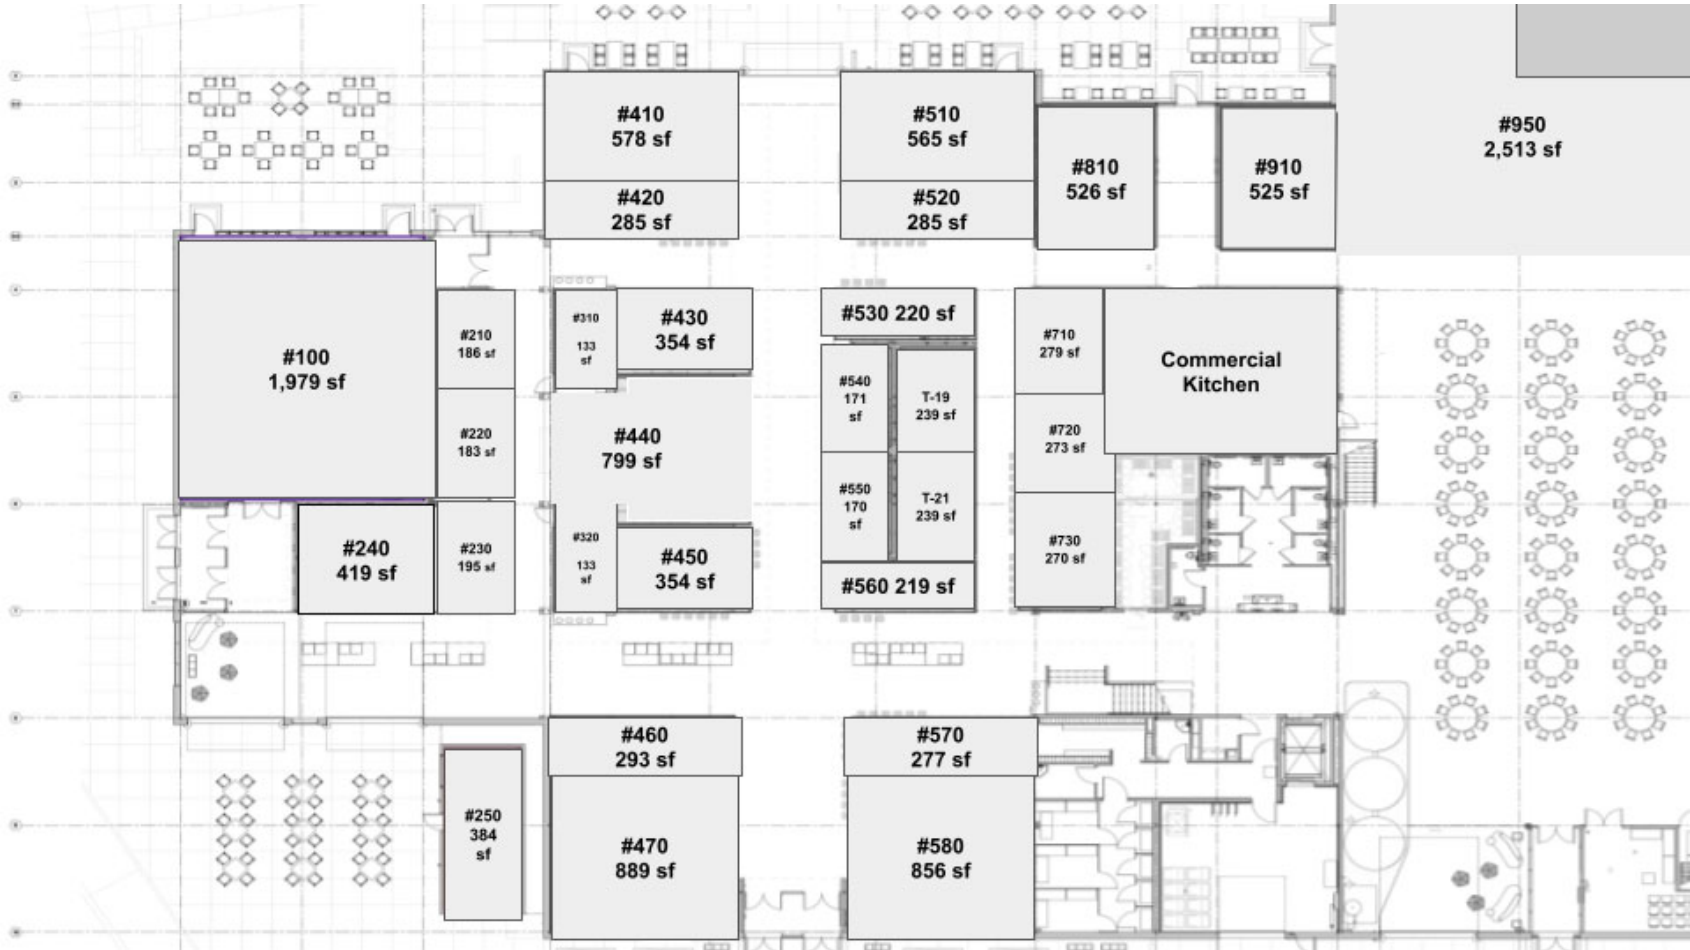 #410
578 sf
#420
285 sf
#510
565 sf
#520
285 sf
#810
526 sf
#910
525 sf
#950
2,513 sf
#100
1,979 sf
#210
186 sf
#220
183 sf
#230
195 sf
#240
419 sf
#250
384
sf
#310
133
sf
#320
133
sf
#430
354 sf
#440
799 sf
#450
354 sf
#530 220 sf
#540
171
sf
T-19
239 sf
#550
170
sf
T-21
239 sf
#560 219 sf
#710
279 sf
#720
273 sf
#730
270 sf
Commercial
Kitchen
#460
293 sf
#470
889 sf
#570
277 sf
#580
856 sf